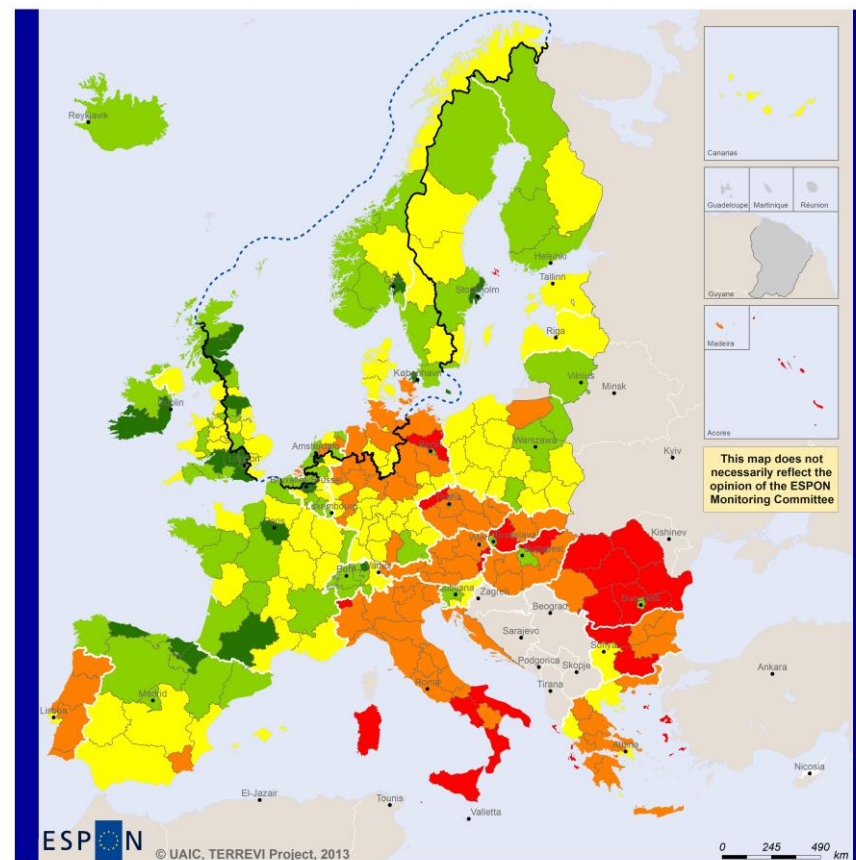 Reykjavik
Canarias
Guadeloupe
Martinique
Réunion
Guyane
Madeira
Acores
This map does not
necessarily reflect the
opinion of the ESPON
Monitoring Committee
Helsinki
Tallinn
Stockholm
Riga
København
Vilnius
Minsk
Dublin
Amsterdam
Warszawa
Kyiv
Luxembourg
Praha
Kishinev
Paris
Bern
Vaduz
Ljubljana
Zagreb
Beograd
Bucuresti
Sarajevo
Podgorica
Skopje
Sofiya
Tirana
Roma
Ankara
Madrid
Lisboa
Athina
Nicosia
El-Jazair
Tounis
Valletta
ESPON
© UAIC, TERREVI Project, 2013
0 245 490
km